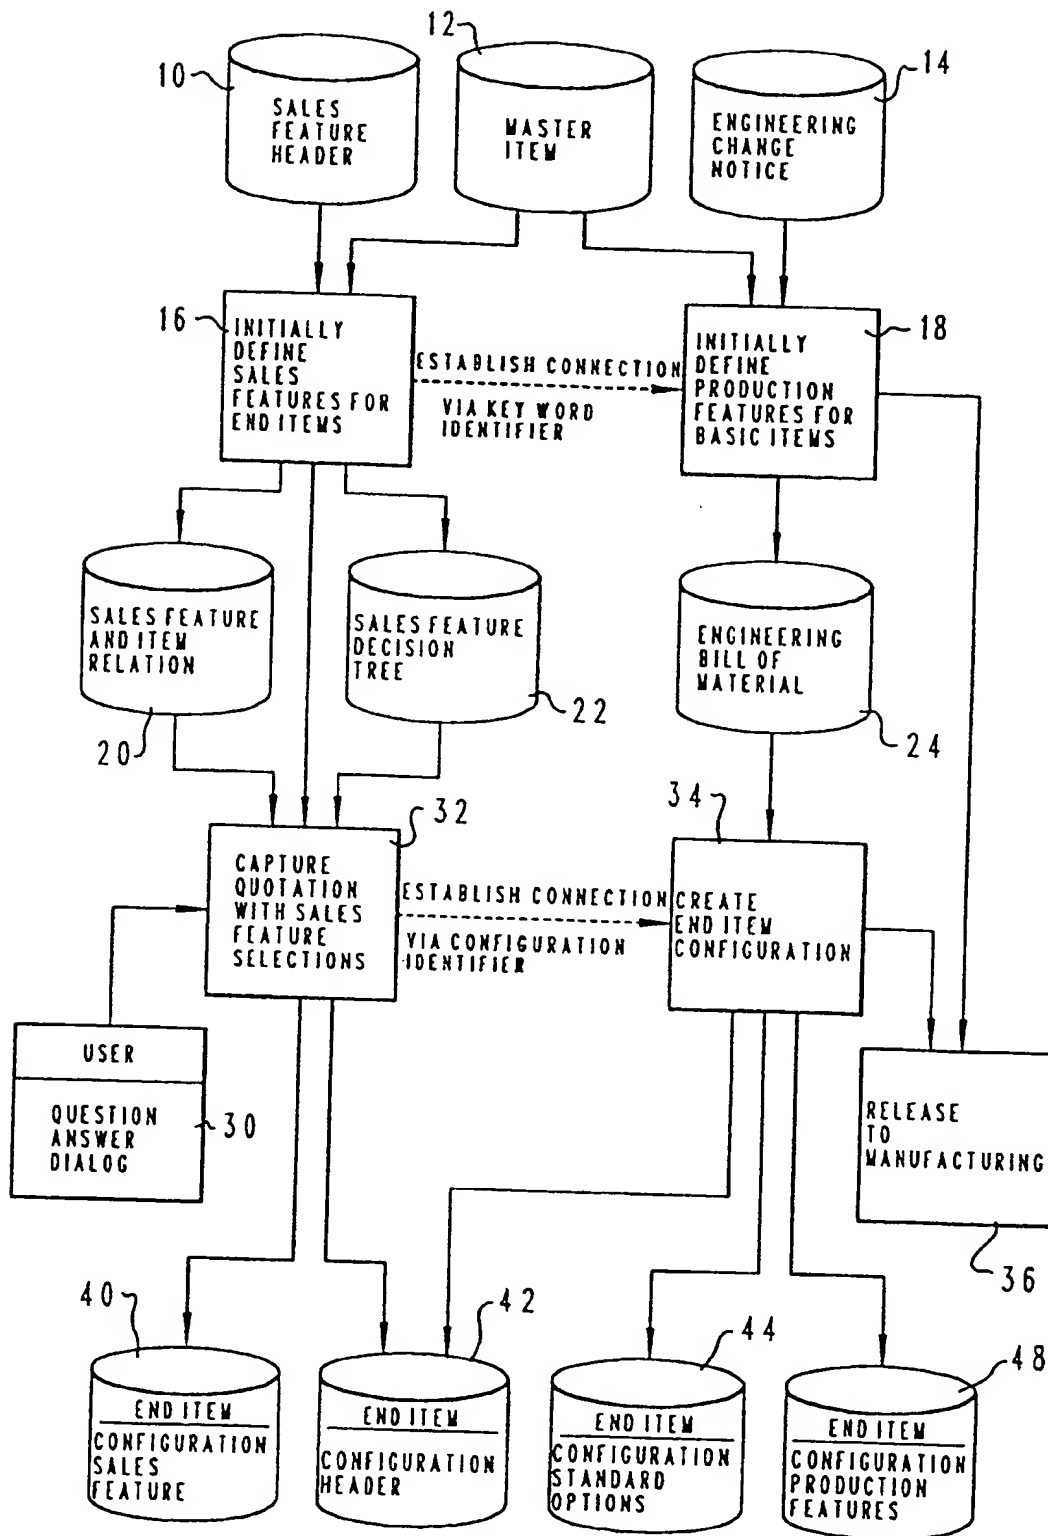 10
SALES
FEATURE
HEADER
12
MASTER
ITEM
14
ENGINEERING
CHANGE
NOTICE
16
INITIALLY
DEFINE
SALES
FEATURES FOR
END ITEMS
ESTABLISH CONNECTION
VIA KEY WORD
IDENTIFIER
18
INITIALLY
DEFINE
PRODUCTION
FEATURES FOR
BASIC ITEMS
SALES FEATURE
AND ITEM
RELATION
20
SALES FEATURE
DECISION
TREE
22
ENGINEERING
BILL OF
MATERIAL
24
32
CAPTURE
QUOTATION
WITH SALES
FEATURE
SELECTIONS
ESTABLISH CONNECTION
VIA CONFIGURATION
IDENTIFIER
34
CREATE
END ITEM
CONFIGURATION
USER
QUESTION
ANSWER
DIALOG
30
RELEASE
TO
MANUFACTURING
36
40
END ITEM
CONFIGURATION
SALES
FEATURE
42
END ITEM
CONFIGURATION
HEADER
44
END ITEM
CONFIGURATION
STANDARD
OPTIONS
48
END ITEM
CONFIGURATION
PRODUCTION
FEATURES